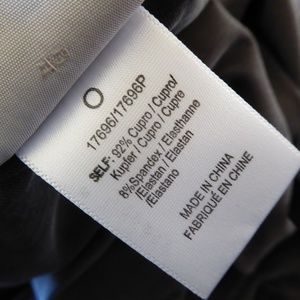 17696/17696P
SELF: 92% Cupro / Cupro/
Kupfer / Cupro / Cupre
8%Spandex / Elasthanne
/Elastan / Elastan
/Elastano
MADE IN CHINA
FABRIQUÉ EN CHINE